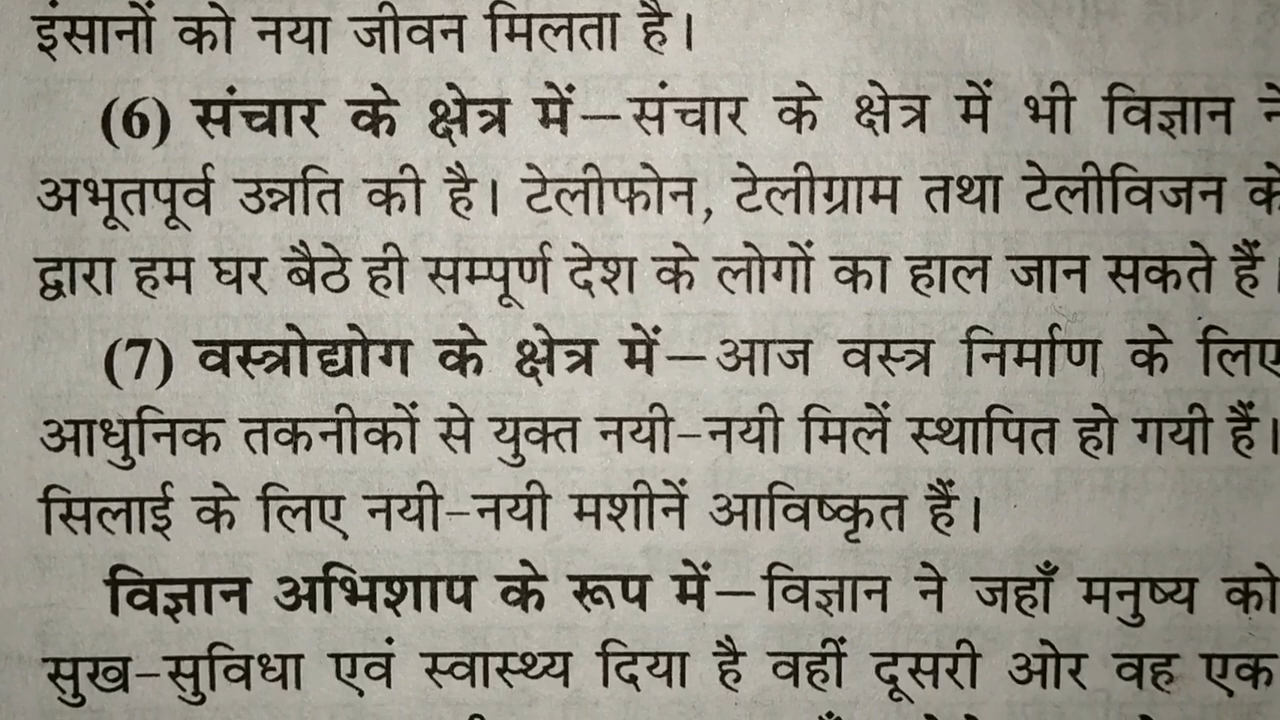 इंसानों को नया जीवन मिलता है।
(6) संचार के क्षेत्र में—संचार के क्षेत्र में भी विज्ञान ने
अभूतपूर्व उन्नति की है। टेलीफोन, टेलीग्राम तथा टेलीविजन के
द्वारा हम घर बैठे ही सम्पूर्ण देश के लोगों का हाल जान सकते हैं।
(7) वस्त्रोद्योग के क्षेत्र में—आज वस्त्र निर्माण के लिए
आधुनिक तकनीकों से युक्त नयी-नयी मिलें स्थापित हो गयी हैं।
सिलाई के लिए नयी-नयी मशीनें आविष्कृत हैं।
विज्ञान अभिशाप के रूप में—विज्ञान ने जहाँ मनुष्य को
सुख-सुविधा एवं स्वास्थ्य दिया है वहीं दूसरी ओर वह एक